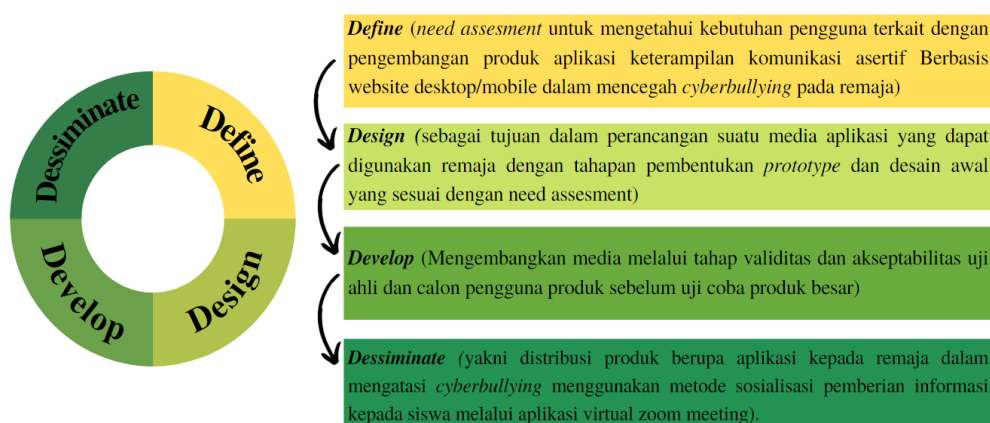 Dessiminate
Define
Develop
Design
Define (need assesment untuk mengetahui kebutuhan pengguna terkait dengan
pengembangan produk aplikasi keterampilan komunikasi asertif Berbasis
website desktop/mobile dalam mencegah cyberbullying pada remaja)
Design (sebagai tujuan dalam perancangan suatu media aplikasi yang dapat
digunakan remaja dengan tahapan pembentukan prototype dan desain awal
yang sesuai dengan need assesment)
Develop (Mengembangkan media melalui tahap validitas dan akseptabilitas uji
ahli dan calon pengguna produk sebelum uji coba produk besar)
Dessiminate (yakni distribusi produk berupa aplikasi kepada remaja dalam
mengatasi cyberbullying menggunakan metode sosialisasi pemberian informasi
kepada siswa melalui aplikasi virtual zoom meeting).